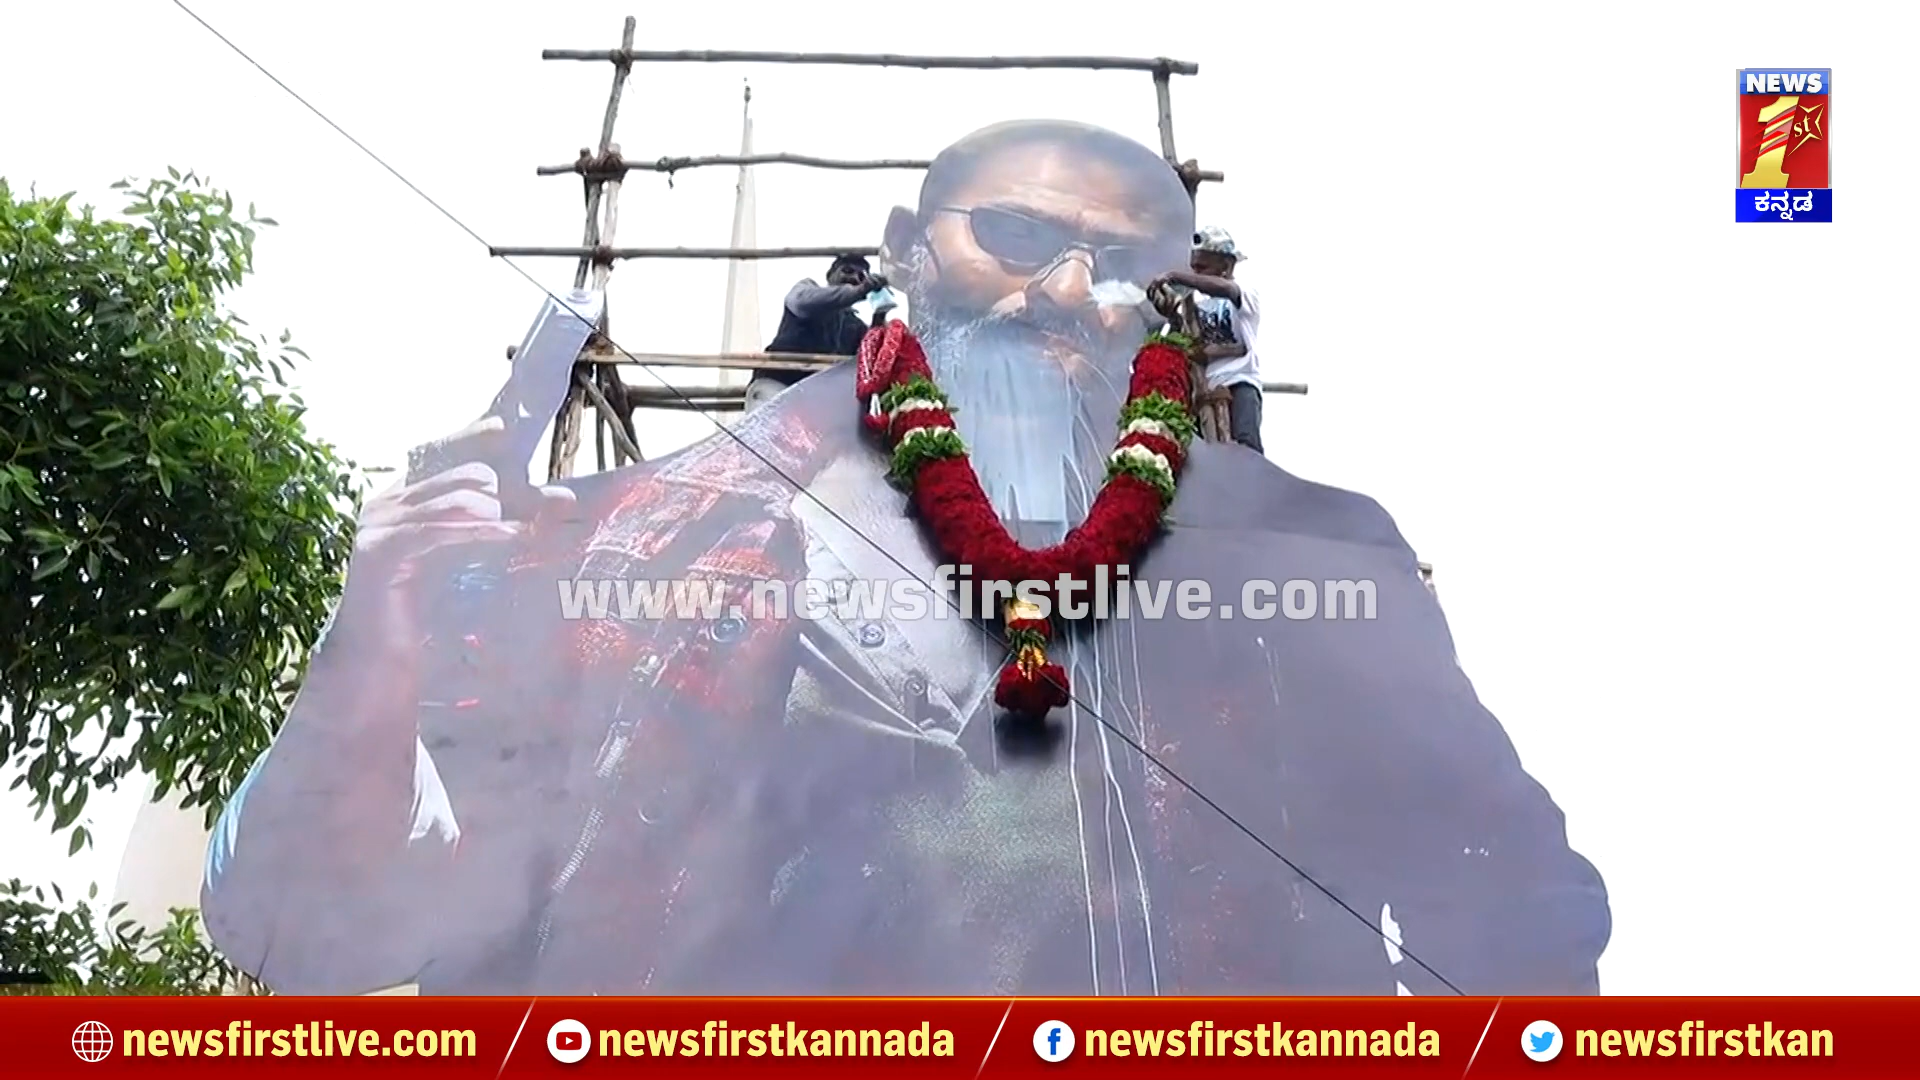 NEWS
1st
ಕನ್ನಡ
www.newsfirstlive.com
newsfirstlive.com newsfirstkannada newsfirstkannada newsfirstkan